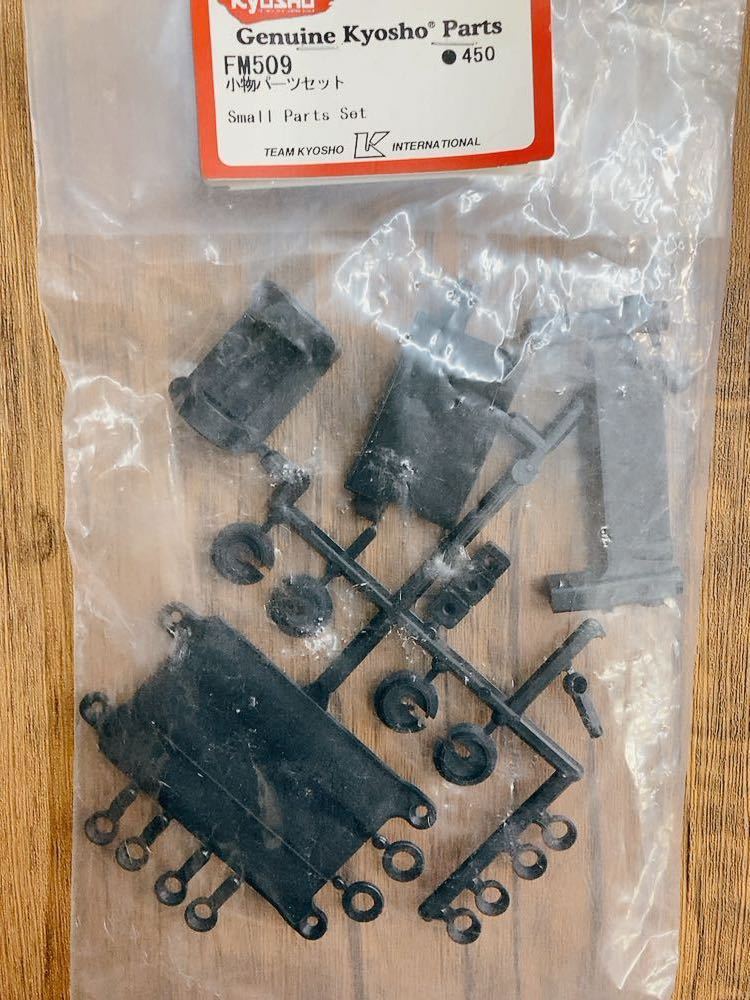 KYOSHO
Genuine Kyosho® Parts
FM509 ●450
小物パーツセット
Small Parts Set
TEAM KYOSHO K INTERNATIONAL